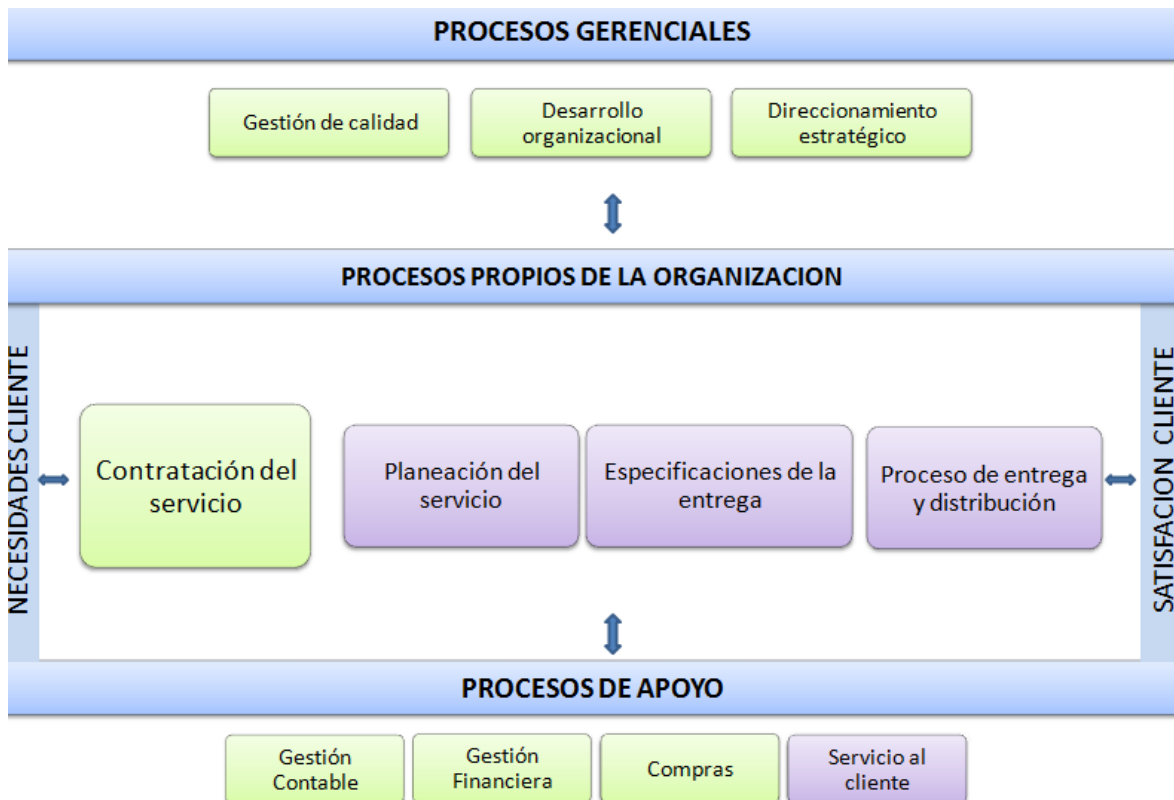 PROCESOS GERENCIALES
Gestión de calidad
Desarrollo
organizacional
Direccionamiento
estratégico
PROCESOS PROPIOS DE LA ORGANIZACION
NECESIDADES CLIENTE
Contratación del
servicio
Planeación del
servicio
Especificaciones de la
entrega
Proceso de entrega
y distribución
SATISFACION CLIENTE
PROCESOS DE APOYO
Gestión
Contable
Gestión
Financiera
Compras
Servicio al
cliente